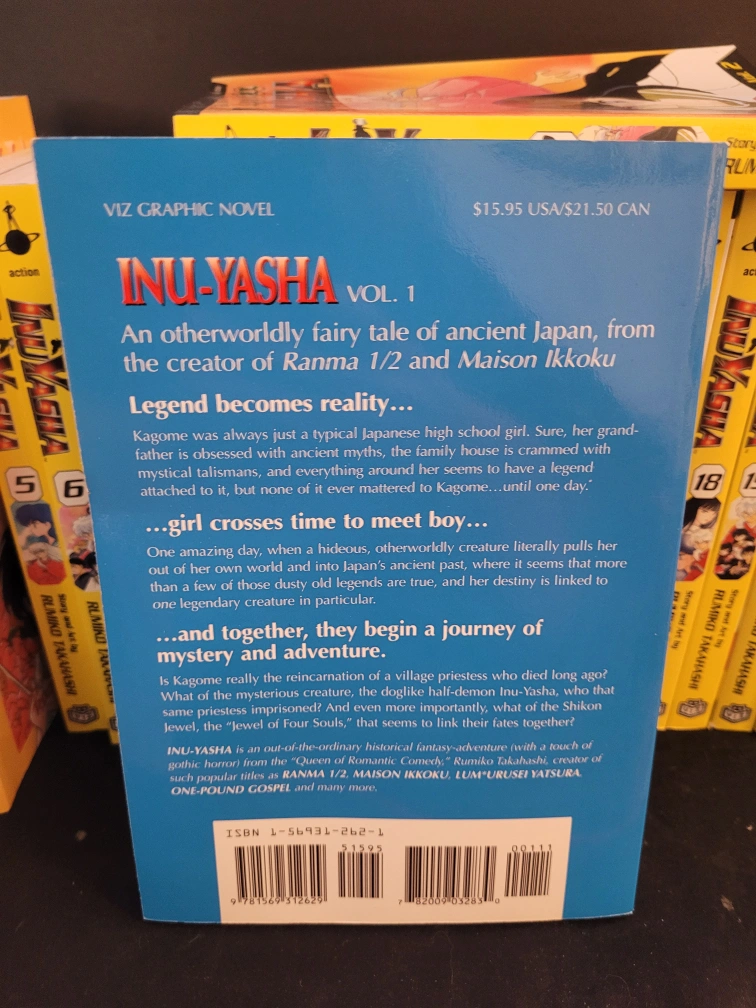 VIZ GRAPHIC NOVEL
$15.95 USA/$21.50 CAN
INU-YASHA VOL. 1
An otherworldly fairy tale of ancient Japan, from
the creator of Ranma 1/2 and Maison Ikkoku
Legend becomes reality...
Kagome was always just a typical Japanese high school girl. Sure, her grand-
father is obsessed with ancient myths, the family house is crammed with
mystical talismans, and everything around her seems to have a legend
attached to it, but none of it ever mattered to Kagome...until one day.
...girl crosses time to meet boy...
One amazing day, when a hideous, otherworldly creature literally pulls her
out of her own world and into Japan's ancient past, where it seems that more
than a few of those dusty old legends are true, and her destiny is linked to
one legendary creature in particular.
...and together, they begin a journey of
mystery and adventure.
Is Kagome really the reincarnation of a village priestess who died long ago?
What of the mysterious creature, the doglike half-demon Inu-Yasha, who that
same priestess imprisoned? And even more importantly, what of the Shikon
Jewel, the "Jewel of Four Souls," that seems to link their fates together?
INU-YASHA is an out-of-the-ordinary historical fantasy-adventure (with a touch of
gothic horror) from the "Queen of Romantic Comedy," Rumiko Takahashi, creator of
such popular titles as RANMA 1/2, MAISON IKKOKU, LUM*URUSEI YATSURA,
ONE-POUND GOSPEL and many more.
ISBN 1-56931-262-1
51595
00111
9 781569 312629
7 82009 03283 0
action
INUYASHA
5
6
Story and Art by
RUMIKO TAKAHASHI
INUYASHA
18
Story and Art by
RUMIKO TAKAHASHI
Story